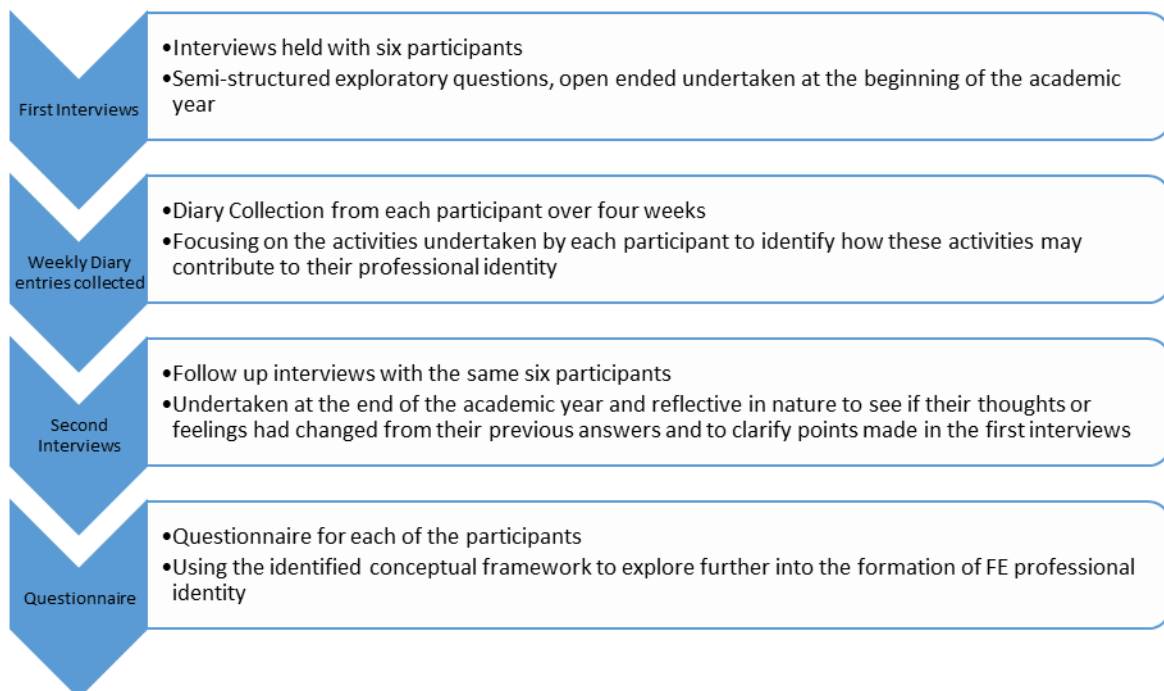 First Interviews
•Interviews held with six participants
•Semi-structured exploratory questions, open ended undertaken at the beginning of the academic
year
Weekly Diary
entries collected
•Diary Collection from each participant over four weeks
•Focusing on the activities undertaken by each participant to identify how these activities may
contribute to their professional identity
Second
Interviews
•Follow up interviews with the same six participants
•Undertaken at the end of the academic year and reflective in nature to see if their thoughts or
feelings had changed from their previous answers and to clarify points made in the first interviews
Questionnaire
•Questionnaire for each of the participants
•Using the identified conceptual framework to explore further into the formation of FE professional
identity